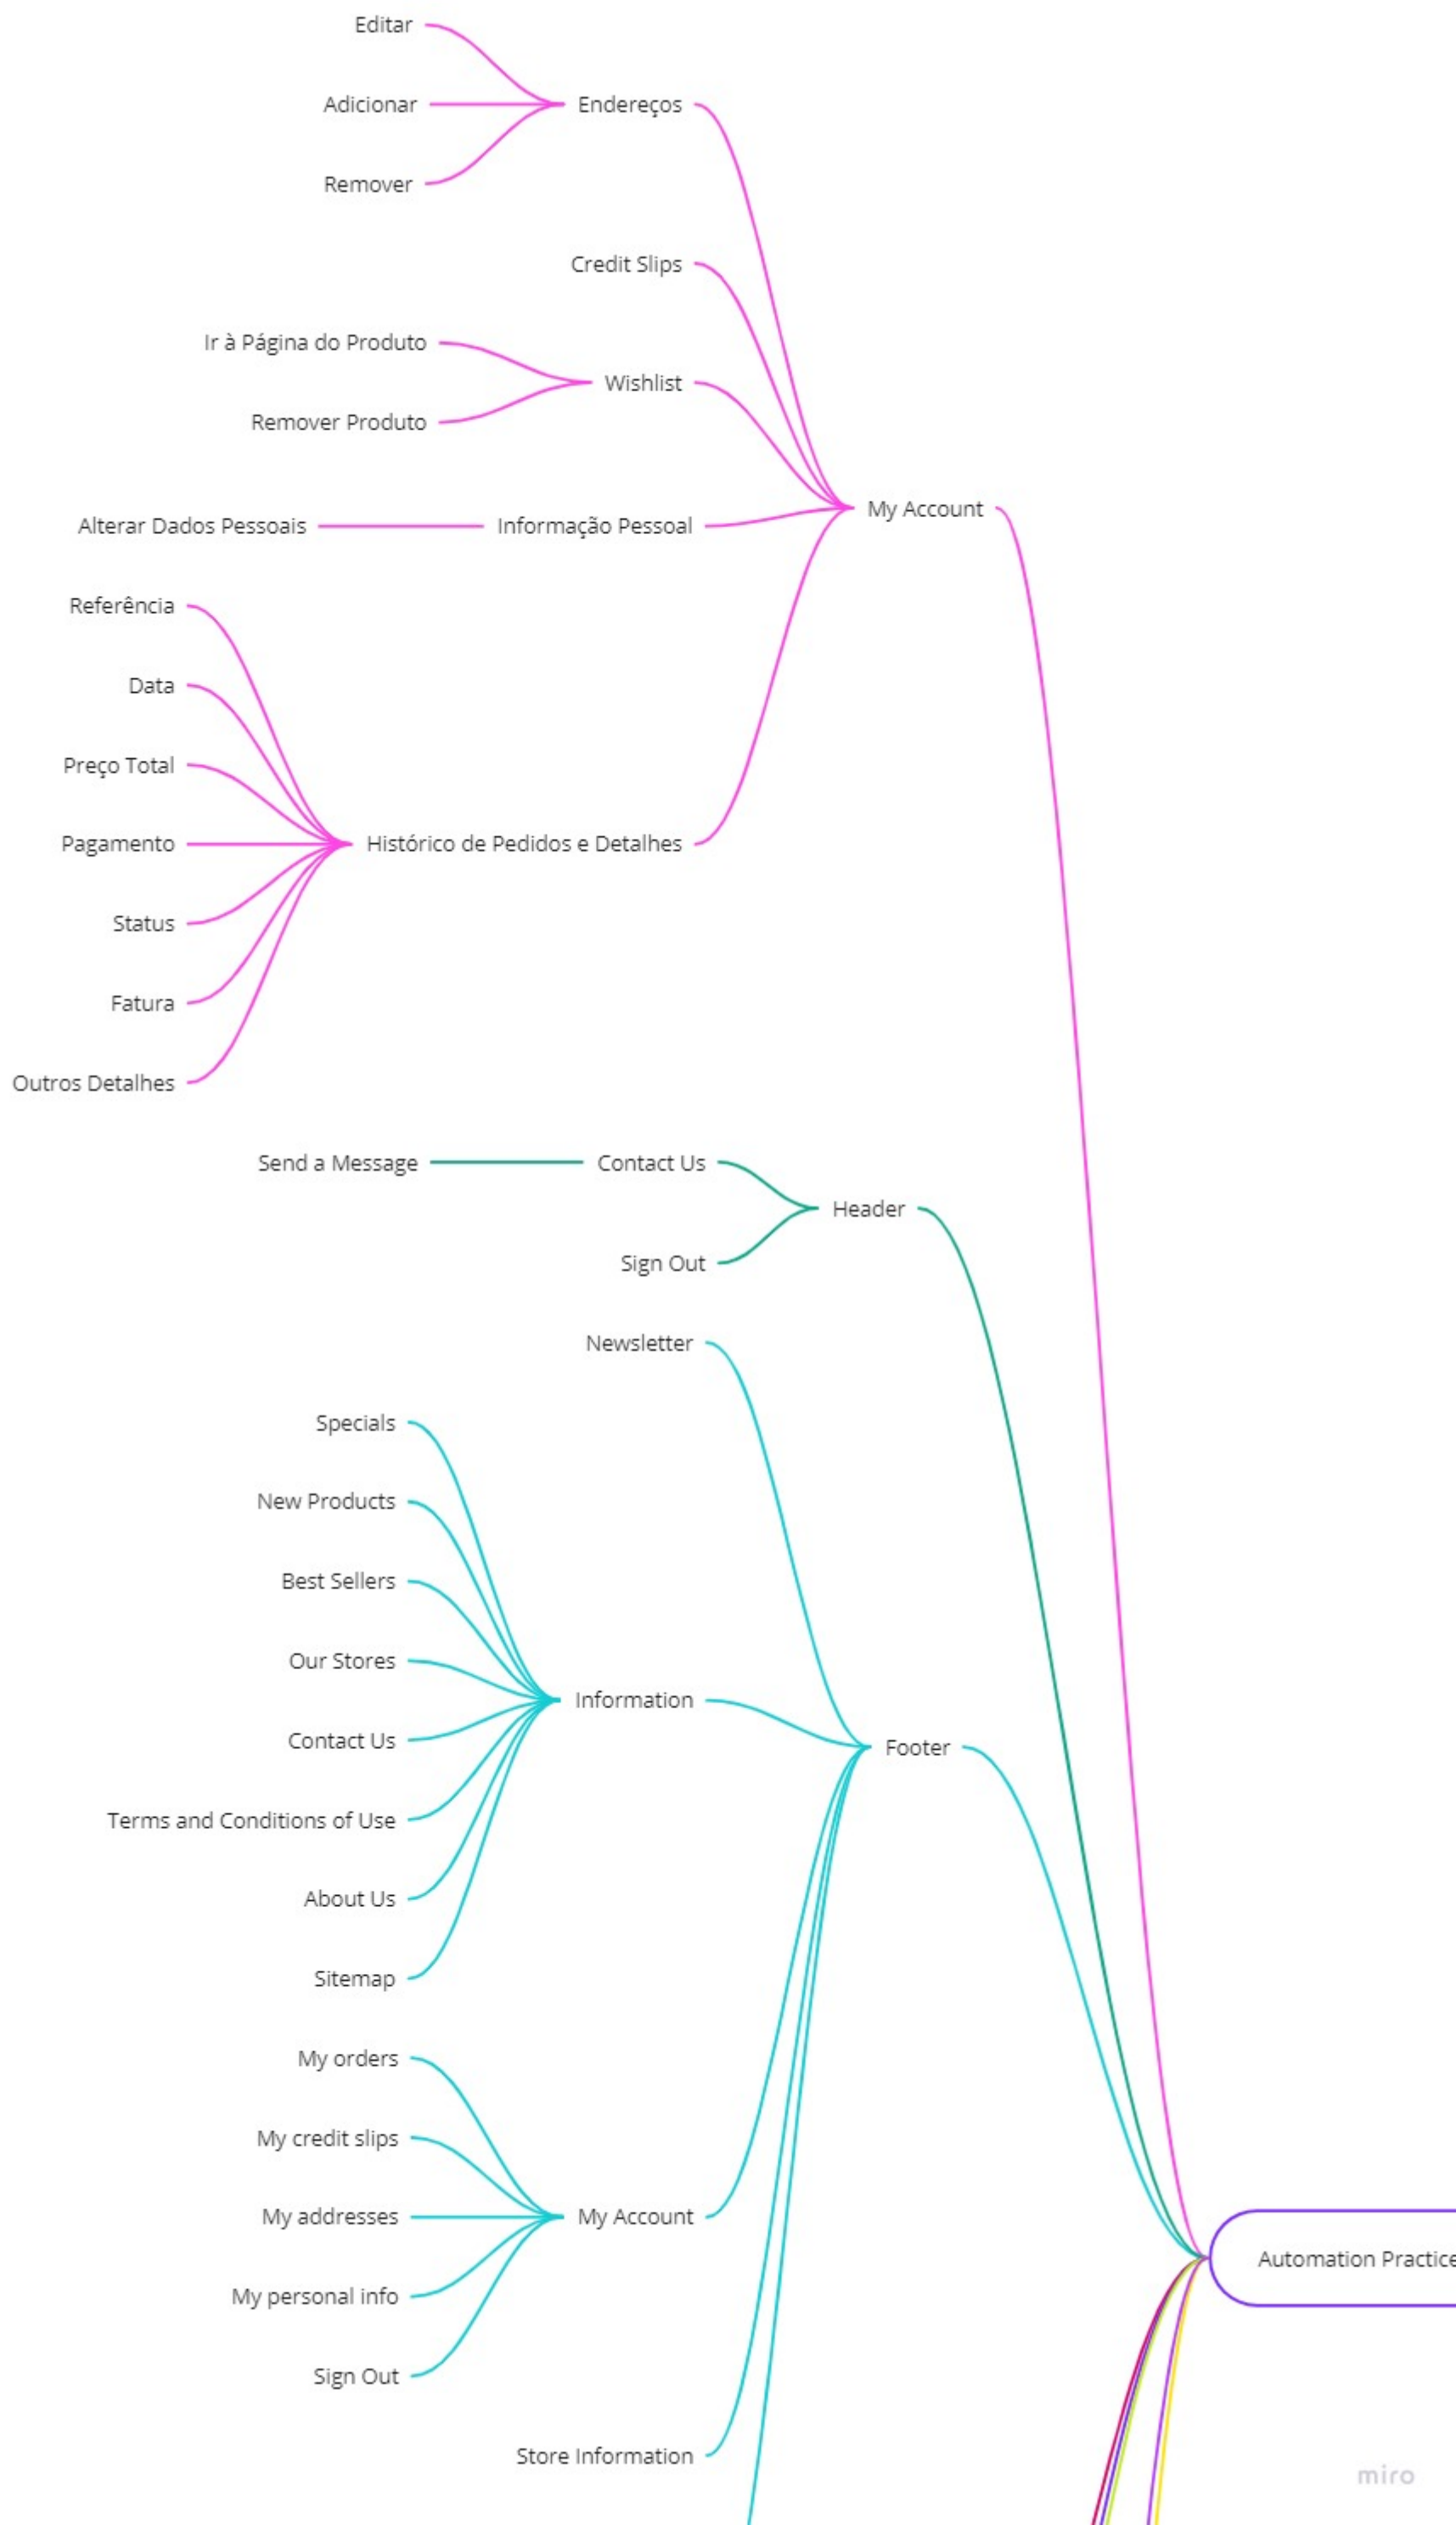 Editar
Adicionar
Endereços
Remover
Credit Slips
Ir à Página do Produto
Wishlist
Remover Produto
My Account
Alterar Dados Pessoais
Informação Pessoal
Referência
Data
Preço Total
Pagamento
Histórico de Pedidos e Detalhes
Status
Fatura
Outros Detalhes
Send a Message
Contact Us
Header
Sign Out
Newsletter
Specials
New Products
Best Sellers
Our Stores
Information
Contact Us
Footer
Terms and Conditions of Use
About Us
Sitemap
My orders
My credit slips
My addresses
My Account
Automation Practice
My personal info
Sign Out
Store Information
miro